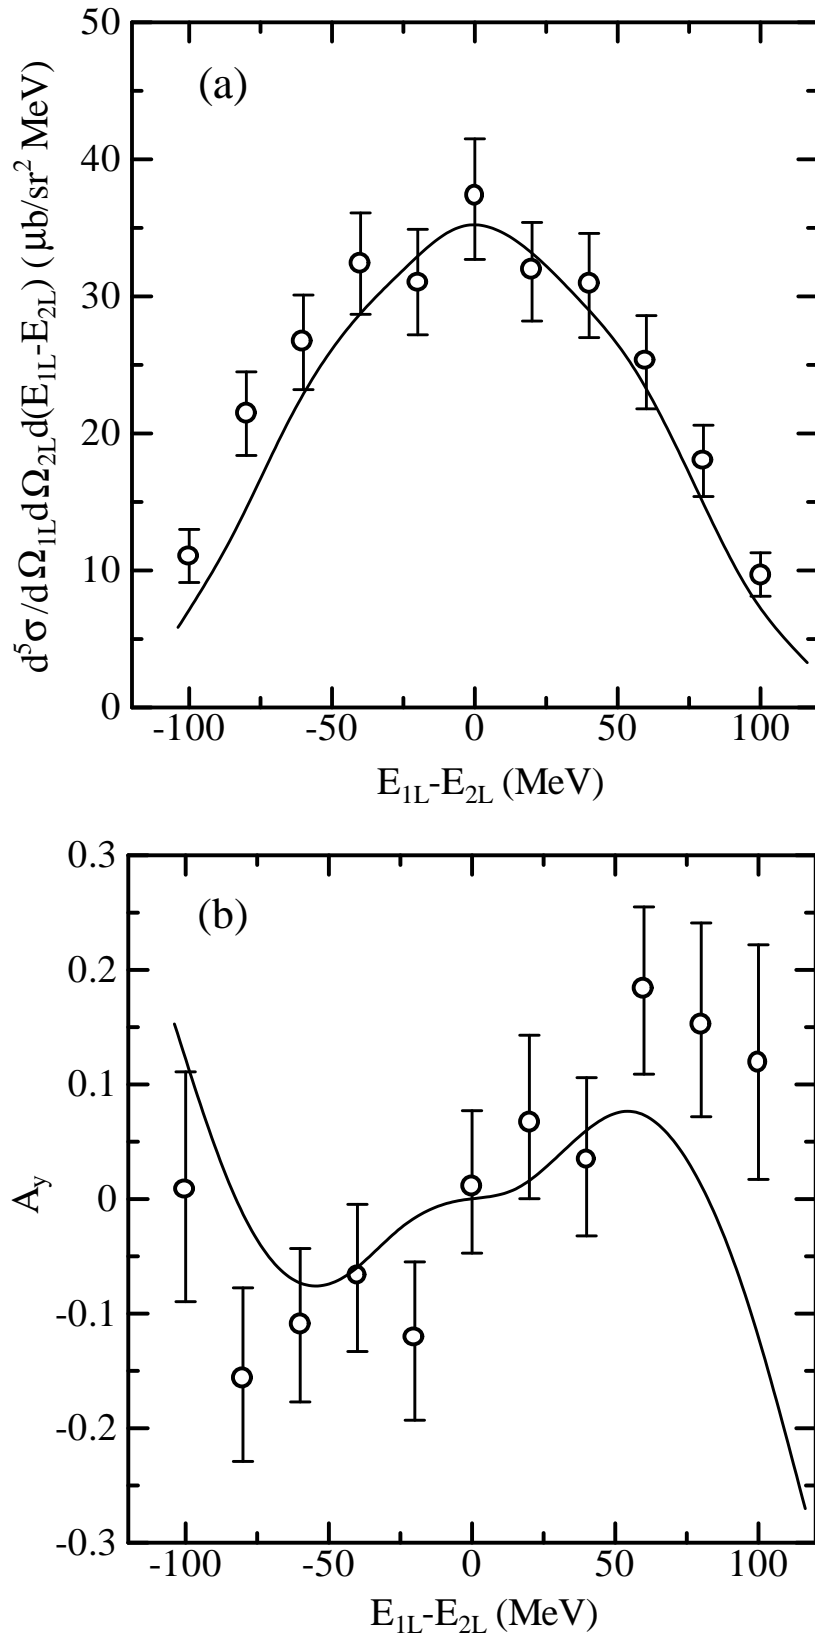 50
40
30
20
10
0
(a)
d⁵σ/dΩ₁LdΩ₂Ld(E₁L-E₂L) (μb/sr² MeV)
-100 -50 0 50 100
E₁L-E₂L (MeV)
0.3
0.2
0.1
0
-0.1
-0.2
-0.3
(b)
Ay
-100 -50 0 50 100
E₁L-E₂L (MeV)